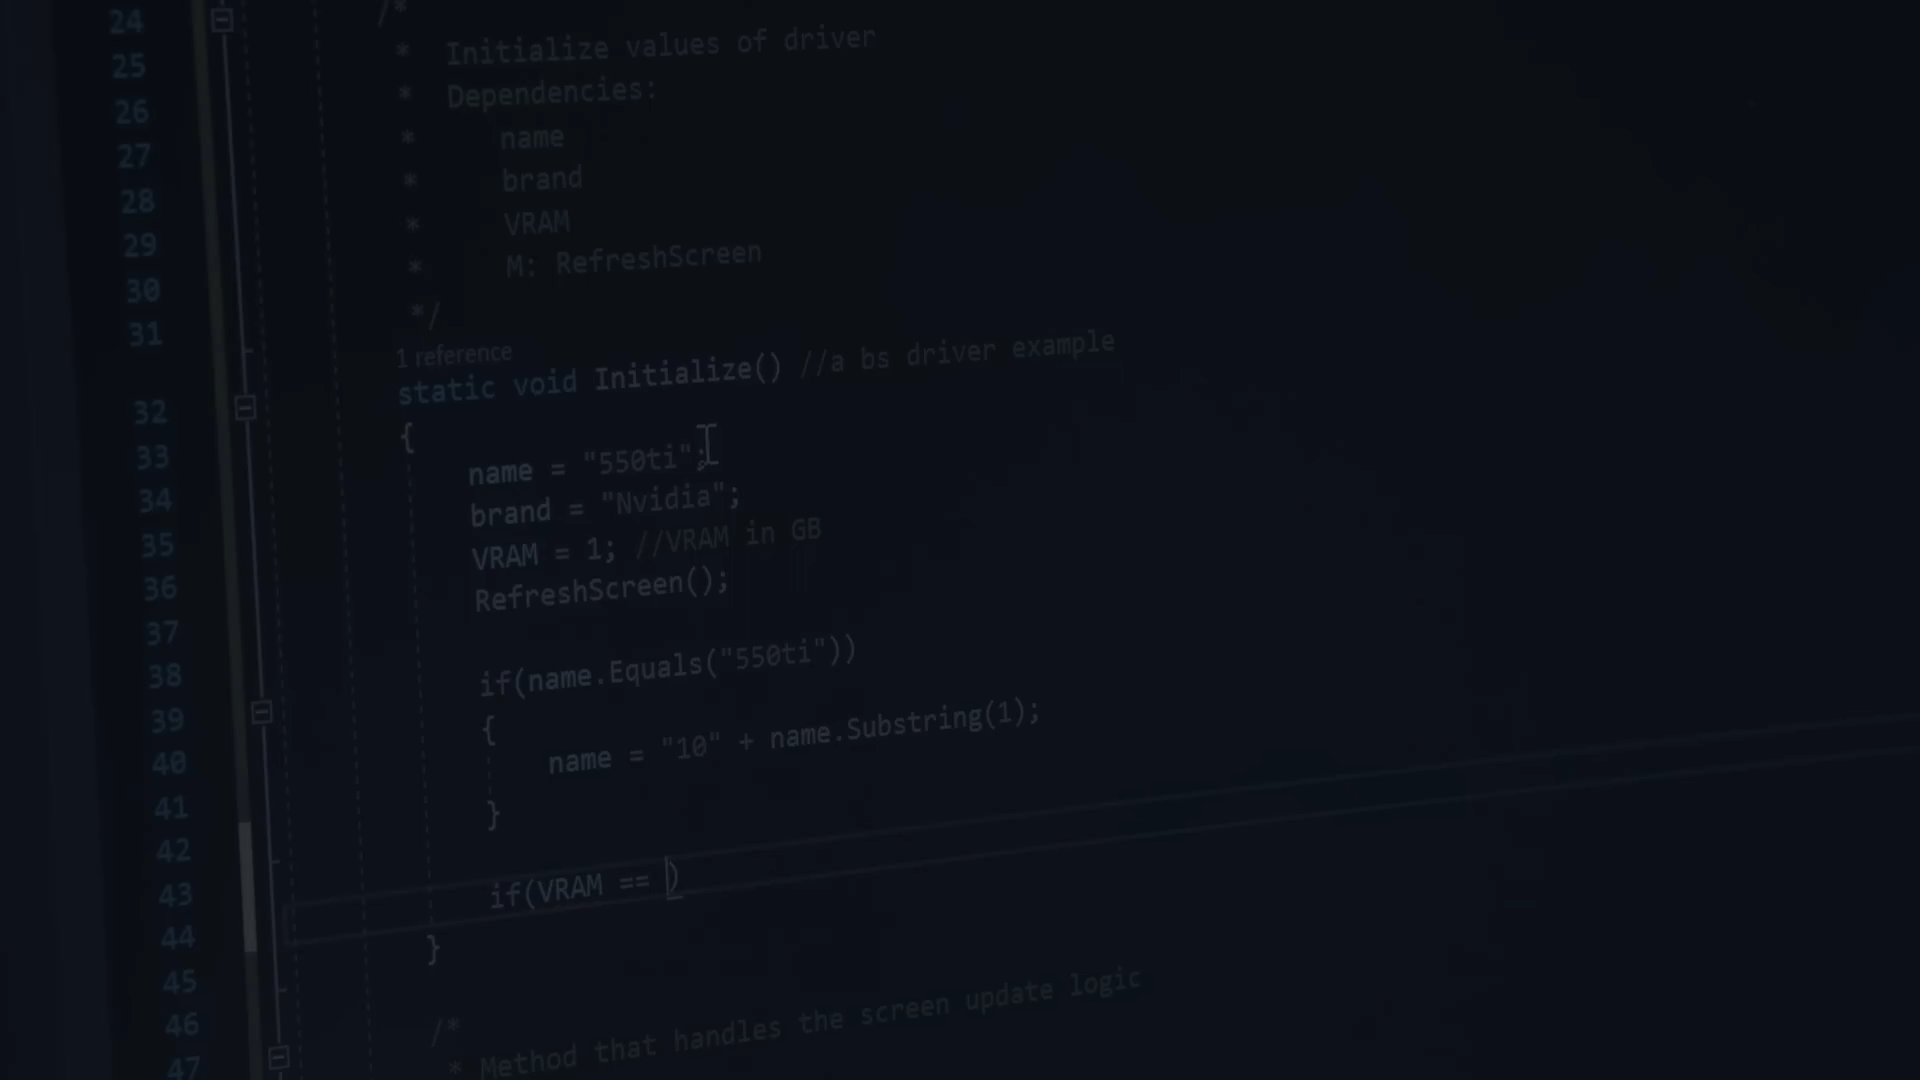 24 /*
25 * Initialize values of driver
26 * Dependencies:
27 * name
28 * brand
29 * VRAM
30 * M: RefreshScreen
31 */
1 reference
32 static void Initialize() //a bs driver example
33 {
34 name = "550ti";
35 brand = "Nvidia";
36 VRAM = 1; //VRAM in GB
37 RefreshScreen();
38
39 if(name.Equals("550ti"))
40 {
41 name = "10" + name.Substring(1);
42 }
43
44 if(VRAM == )
45 }
46
47 /*
* Method that handles the screen update logic